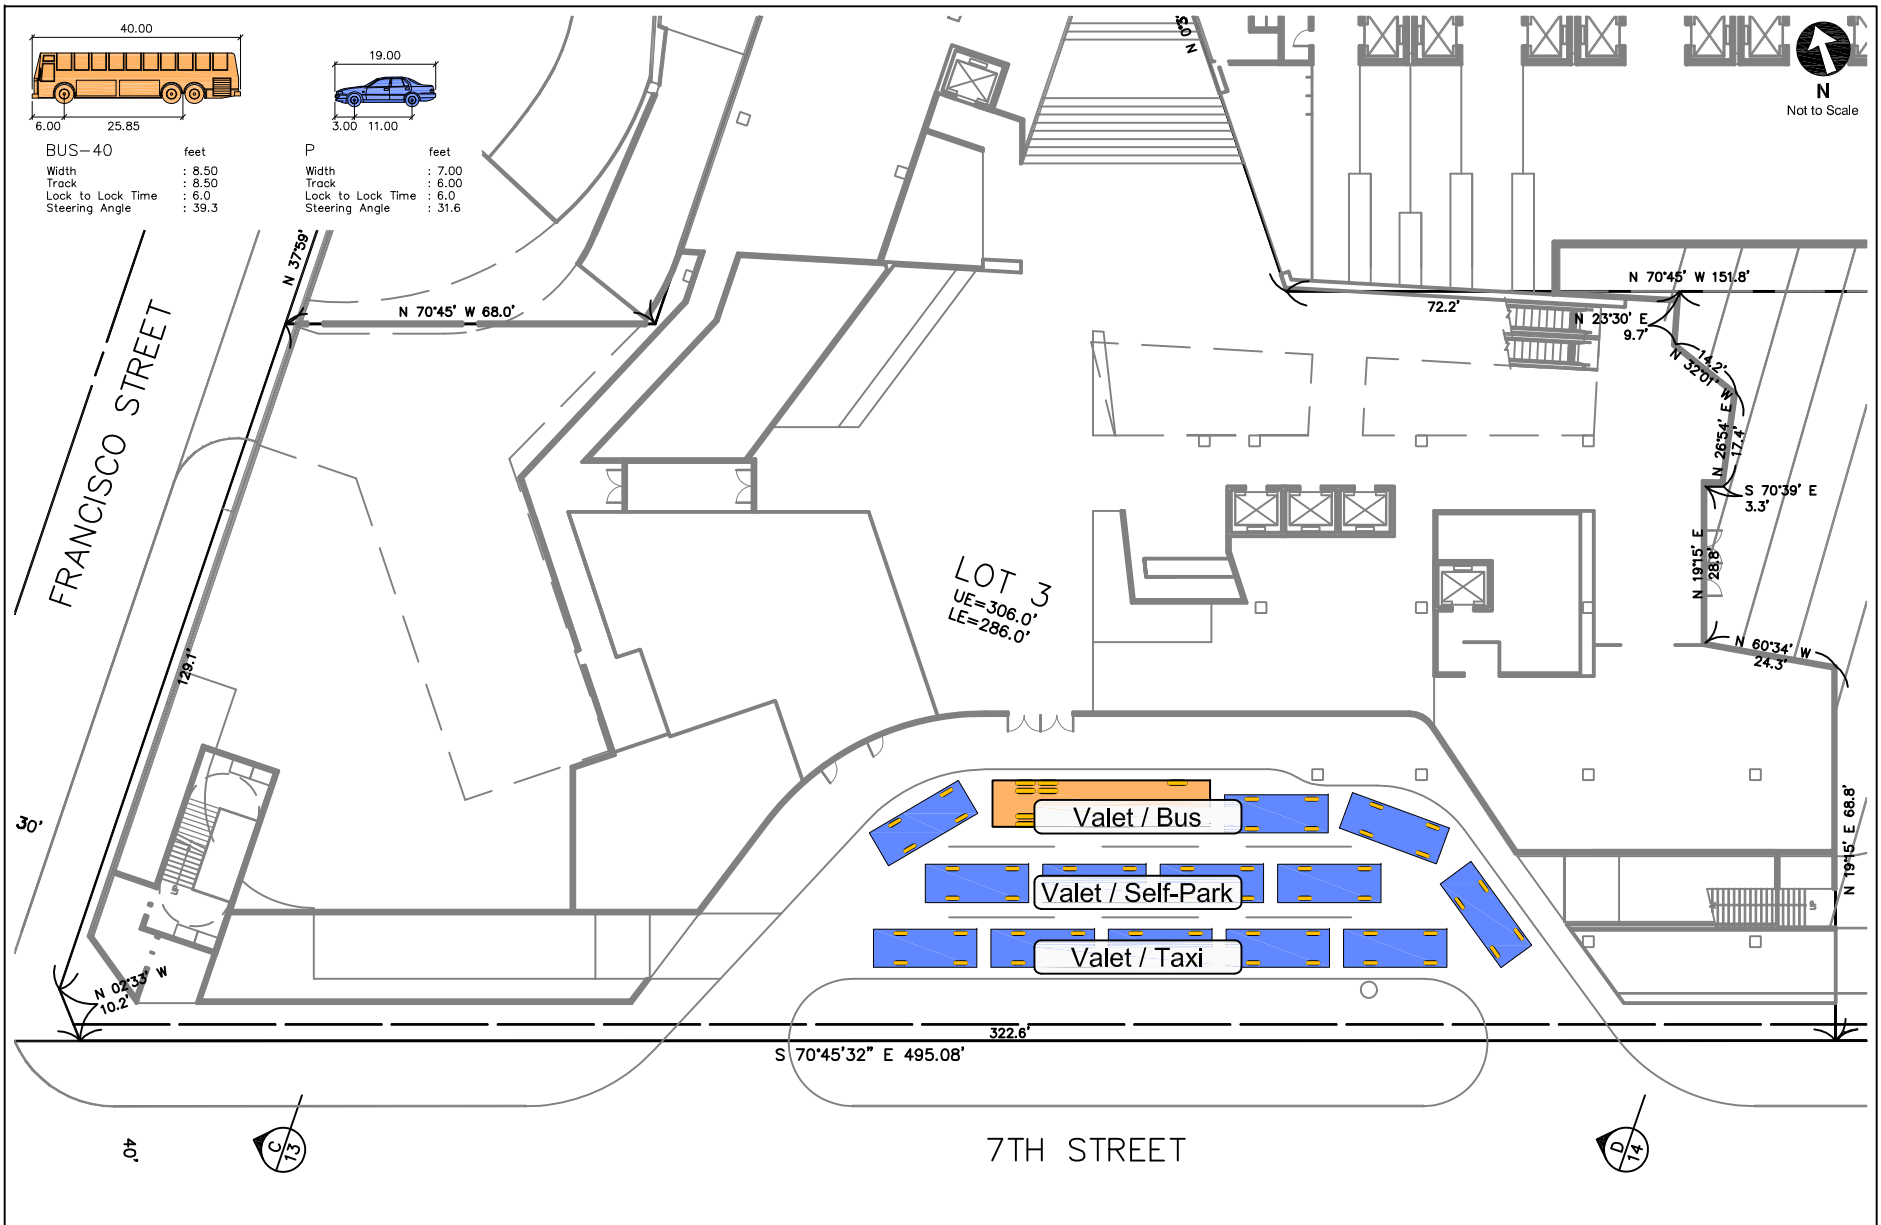 40.00
6.00 25.85
BUS-40 feet
Width : 8.50
Track : 8.50
Lock to Lock Time : 6.0
Steering Angle : 39.3
19.00
3.00 11.00
P feet
Width : 7.00
Track : 6.00
Lock to Lock Time : 6.0
Steering Angle : 31.6
N
Not to Scale
N 37°59'
N 70°45' W 68.0'
N 70°45' W 151.8'
72.2'
N 23°30' E
9.7'
14.2'
N 32°01' W
N 26°54' E
17.4'
S 70°39' E
3.3'
N 19°15' E
28.8'
N 60°34' W
24.3'
N 19°15' E 68.8'
FRANCISCO STREET
129.1'
30'
LOT 3
UE=306.0'
LE=286.0'
UP
UP
Valet / Bus
Valet / Self-Park
Valet / Taxi
N 02°33' W
10.2'
322.6'
S 70°45'32" E 495.08'
40'
C
13
7TH STREET
D
14